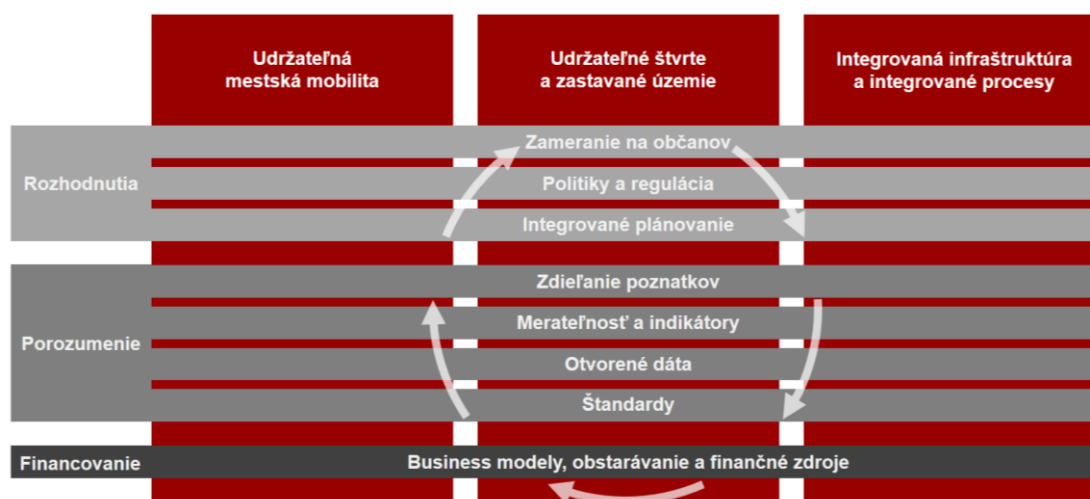 Udržateľná
mestská mobilita
Udržateľné štvrte
a zastavané územie
Integrovaná infraštruktúra
a integrované procesy
Rozhodnutia
Zameranie na občanov
Politiky a regulácia
Integrované plánovanie
Porozumenie
Zdieľanie poznatkov
Merateľnosť a indikátory
Otvorené dáta
Štandardy
Financovanie
Business modely, obstarávanie a finančné zdroje